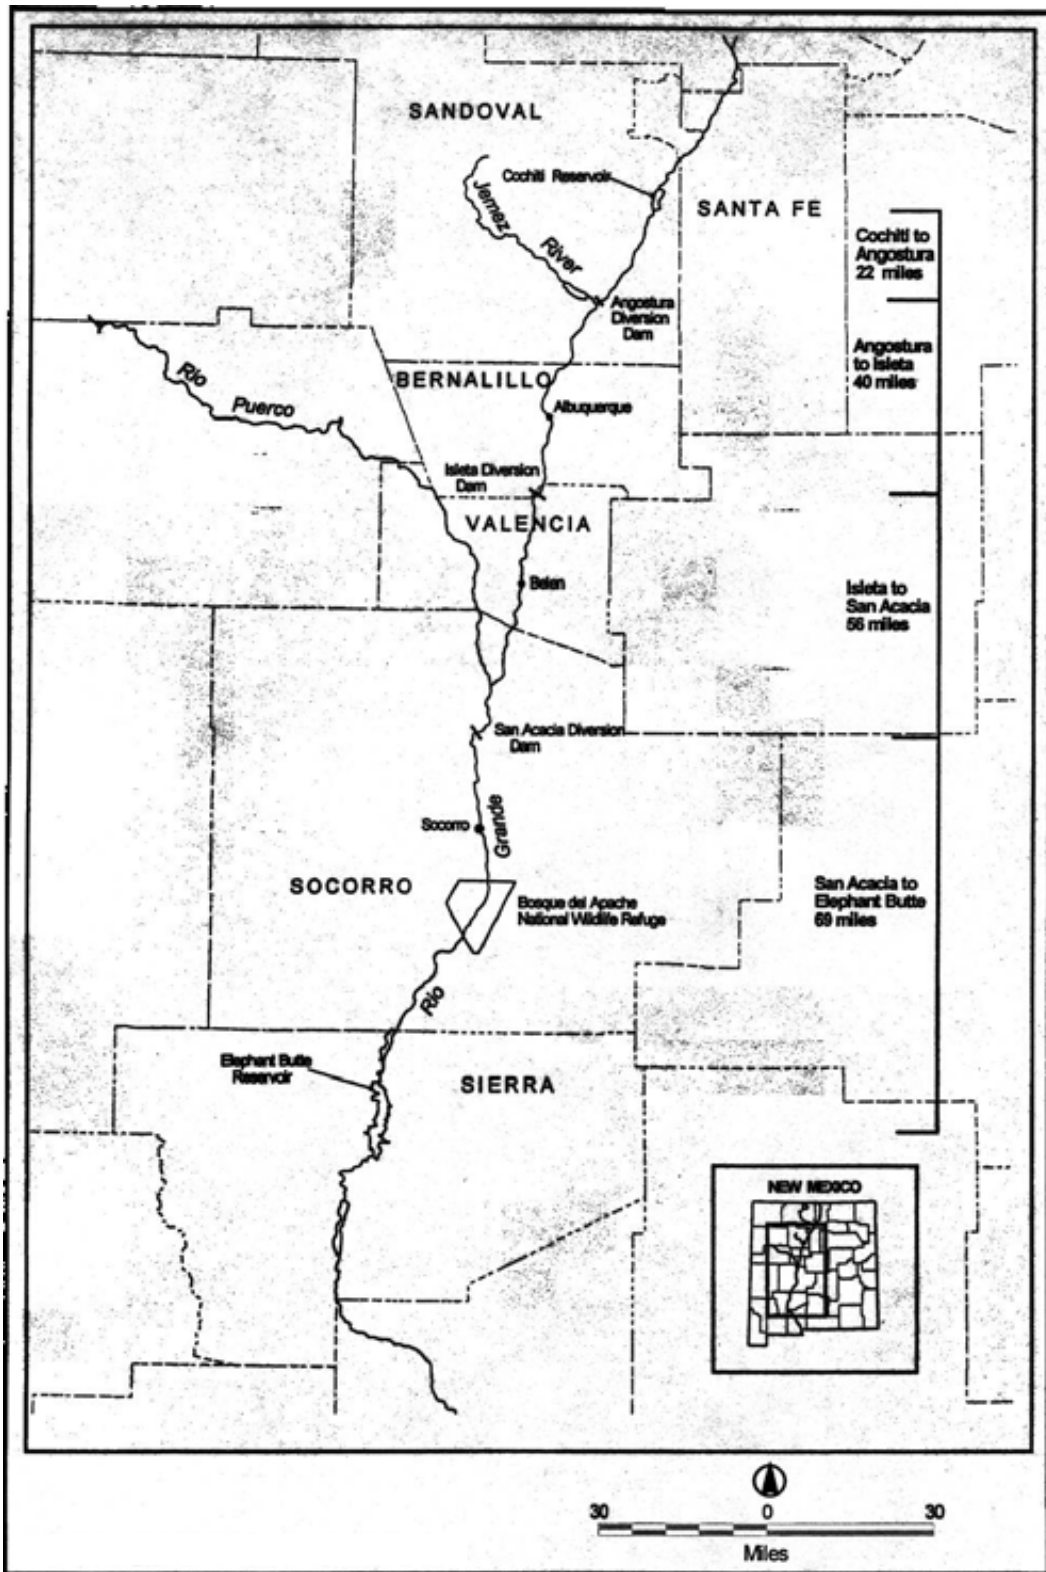 SANDOVAL
Cochiti Reservoir
SANTA FE
Jemez
River
Cochiti to
Angostura
22 miles
Angostura
Diversion
Dam
Angostura
to Isleta
40 miles
Rio
Puerco
BERNALILLO
Albuquerque
Isleta Diversion
Dam
VALENCIA
Belen
Isleta to
San Acacia
56 miles
San Acacia Diversion
Dam
Socorro
Grande
SOCORRO
Bosque del Apache
National Wildlife Refuge
San Acacia to
Elephant Butte
69 miles
Rio
Elephant Butte
Reservoir
SIERRA
NEW MEXICO
30 0 30
Miles